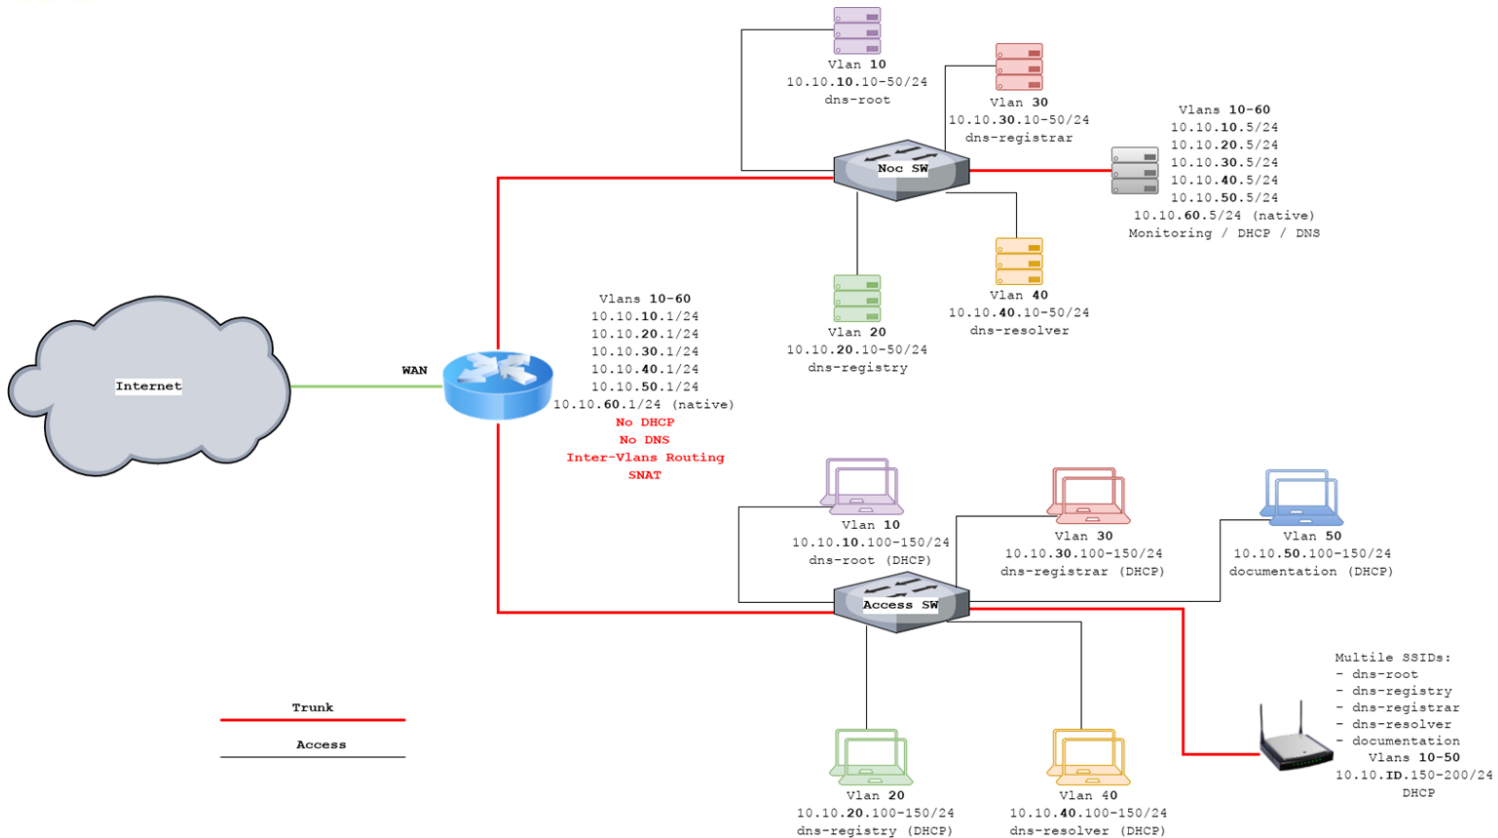 Vlan 10
10.10.10.10-50/24
dns-root
Vlan 30
10.10.30.10-50/24
dns-registrar
Vlans 10-60
10.10.10.5/24
10.10.20.5/24
10.10.30.5/24
10.10.40.5/24
10.10.50.5/24
10.10.60.5/24 (native)
Monitoring / DHCP / DNS
Noc SW
Vlan 40
10.10.40.10-50/24
dns-resolver
Vlan 20
10.10.20.10-50/24
dns-registry
Internet
WAN
Vlans 10-60
10.10.10.1/24
10.10.20.1/24
10.10.30.1/24
10.10.40.1/24
10.10.50.1/24
10.10.60.1/24 (native)
No DHCP
No DNS
Inter-Vlans Routing
SNAT
Vlan 10
10.10.10.100-150/24
dns-root (DHCP)
Vlan 30
10.10.30.100-150/24
dns-registrar (DHCP)
Vlan 50
10.10.50.100-150/24
documentation (DHCP)
Access SW
Multile SSIDs:
- dns-root
- dns-registry
- dns-registrar
- dns-resolver
- documentation
Vlans 10-50
10.10.ID.150-200/24
DHCP
Trunk
Access
Vlan 20
10.10.20.100-150/24
dns-registry (DHCP)
Vlan 40
10.10.40.100-150/24
dns-resolver (DHCP)